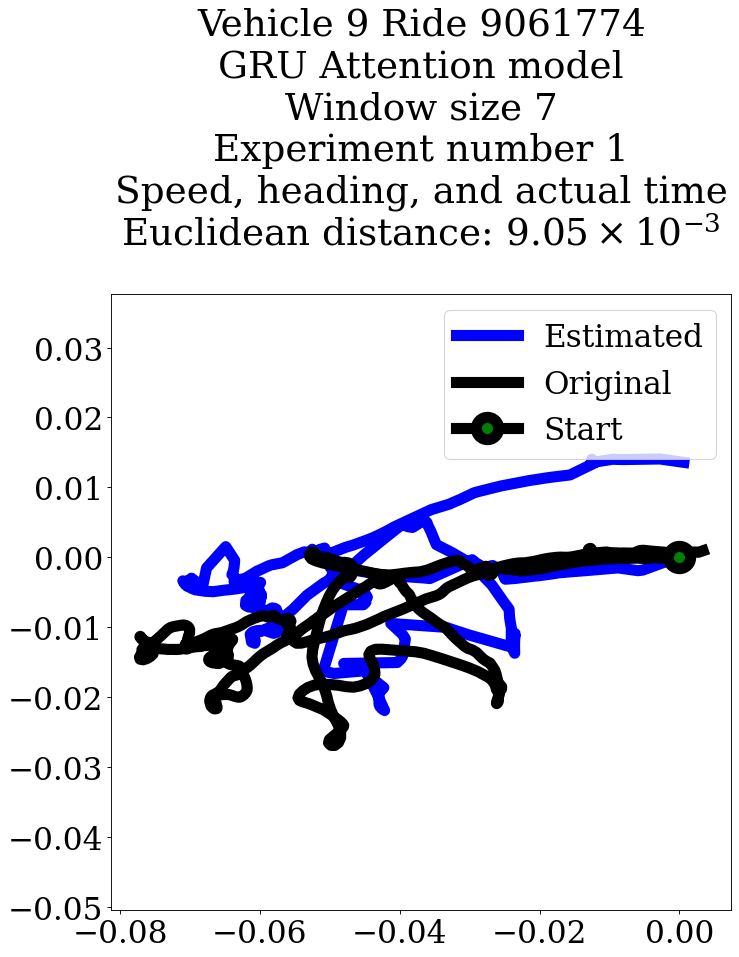 Vehicle 9 Ride 9061774
GRU Attention model
Window size 7
Experiment number 1
Speed, heading, and actual time
Euclidean distance: 9.05 × 10⁻³
Estimated
Original
Start
0.03
0.02
0.01
0.00
−0.01
−0.02
−0.03
−0.04
−0.05
−0.08 −0.06 −0.04 −0.02 0.00